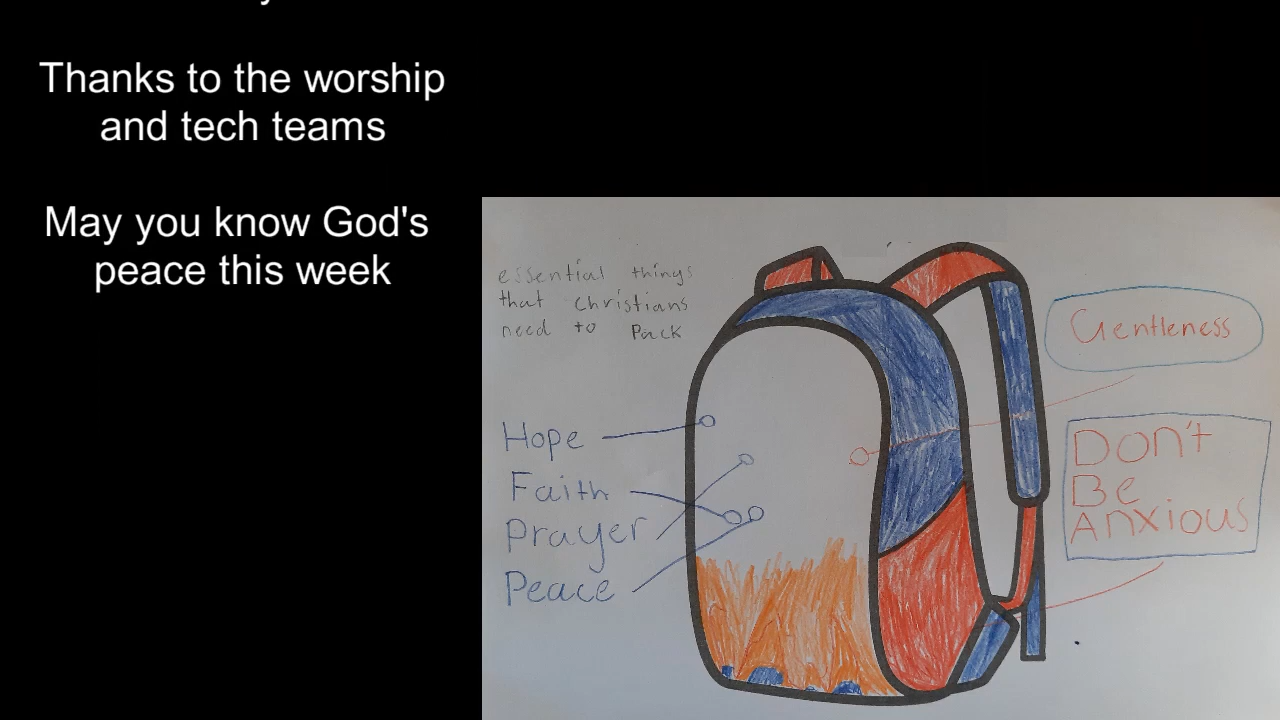 Thanks to the worship
and tech teams
May you know God's
peace this week
essential things
that christians
need to Pack
Hope
Faith
Prayer
Peace
Gentleness
Don't
Be
Anxious